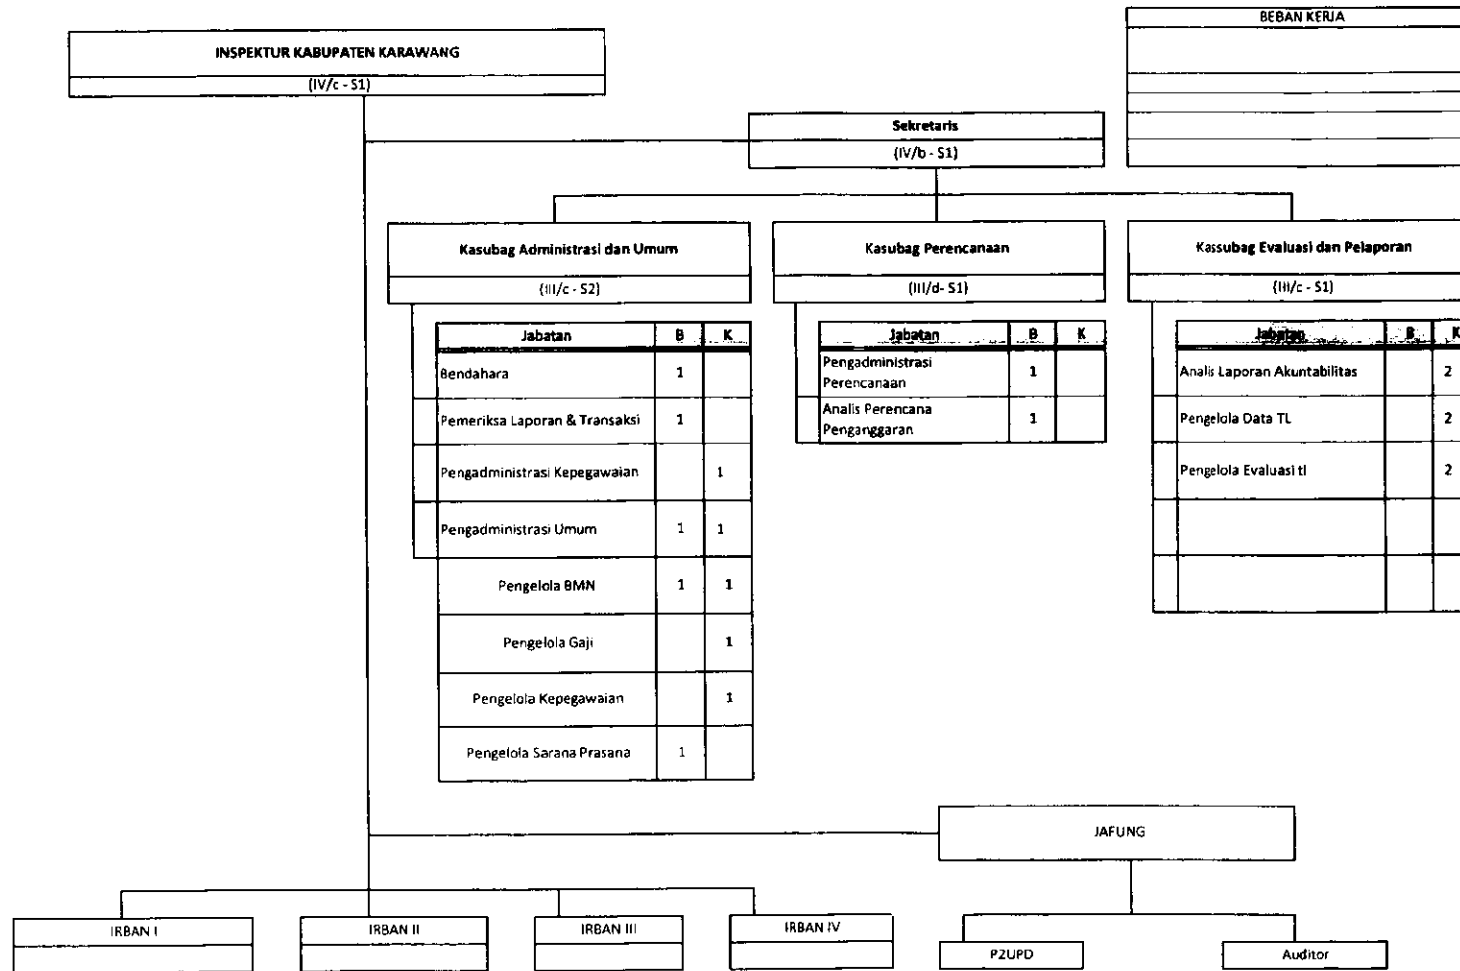 BEBAN KERJA
INSPEKTUR KABUPATEN KARAWANG
(IV/c - S1)
Sekretaris
(IV/b - S1)
Kasubag Administrasi dan Umum
(III/c - S2)
Kasubag Perencanaan
(III/d- S1)
Kassubag Evaluasi dan Pelaporan
(III/c - S1)
Jabatan B K
Bendahara 1
Pemeriksa Laporan & Transaksi 1
Pengadministrasi Kepegawaian 1
Pengadministrasi Umum 1 1
Pengelola BMN 1 1
Pengelola Gaji 1
Pengelola Kepegawaian 1
Pengelola Sarana Prasana 1
Jabatan B K
Pengadministrasi
Perencanaan 1
Analis Perencana
Penganggaran 1
Jabatan B K
Analis Laporan Akuntabilitas 2
Pengelola Data TL 2
Pengelola Evaluasi tl 2
JAFUNG
IRBAN I
IRBAN II
IRBAN III
IRBAN IV
P2UPD
Auditor